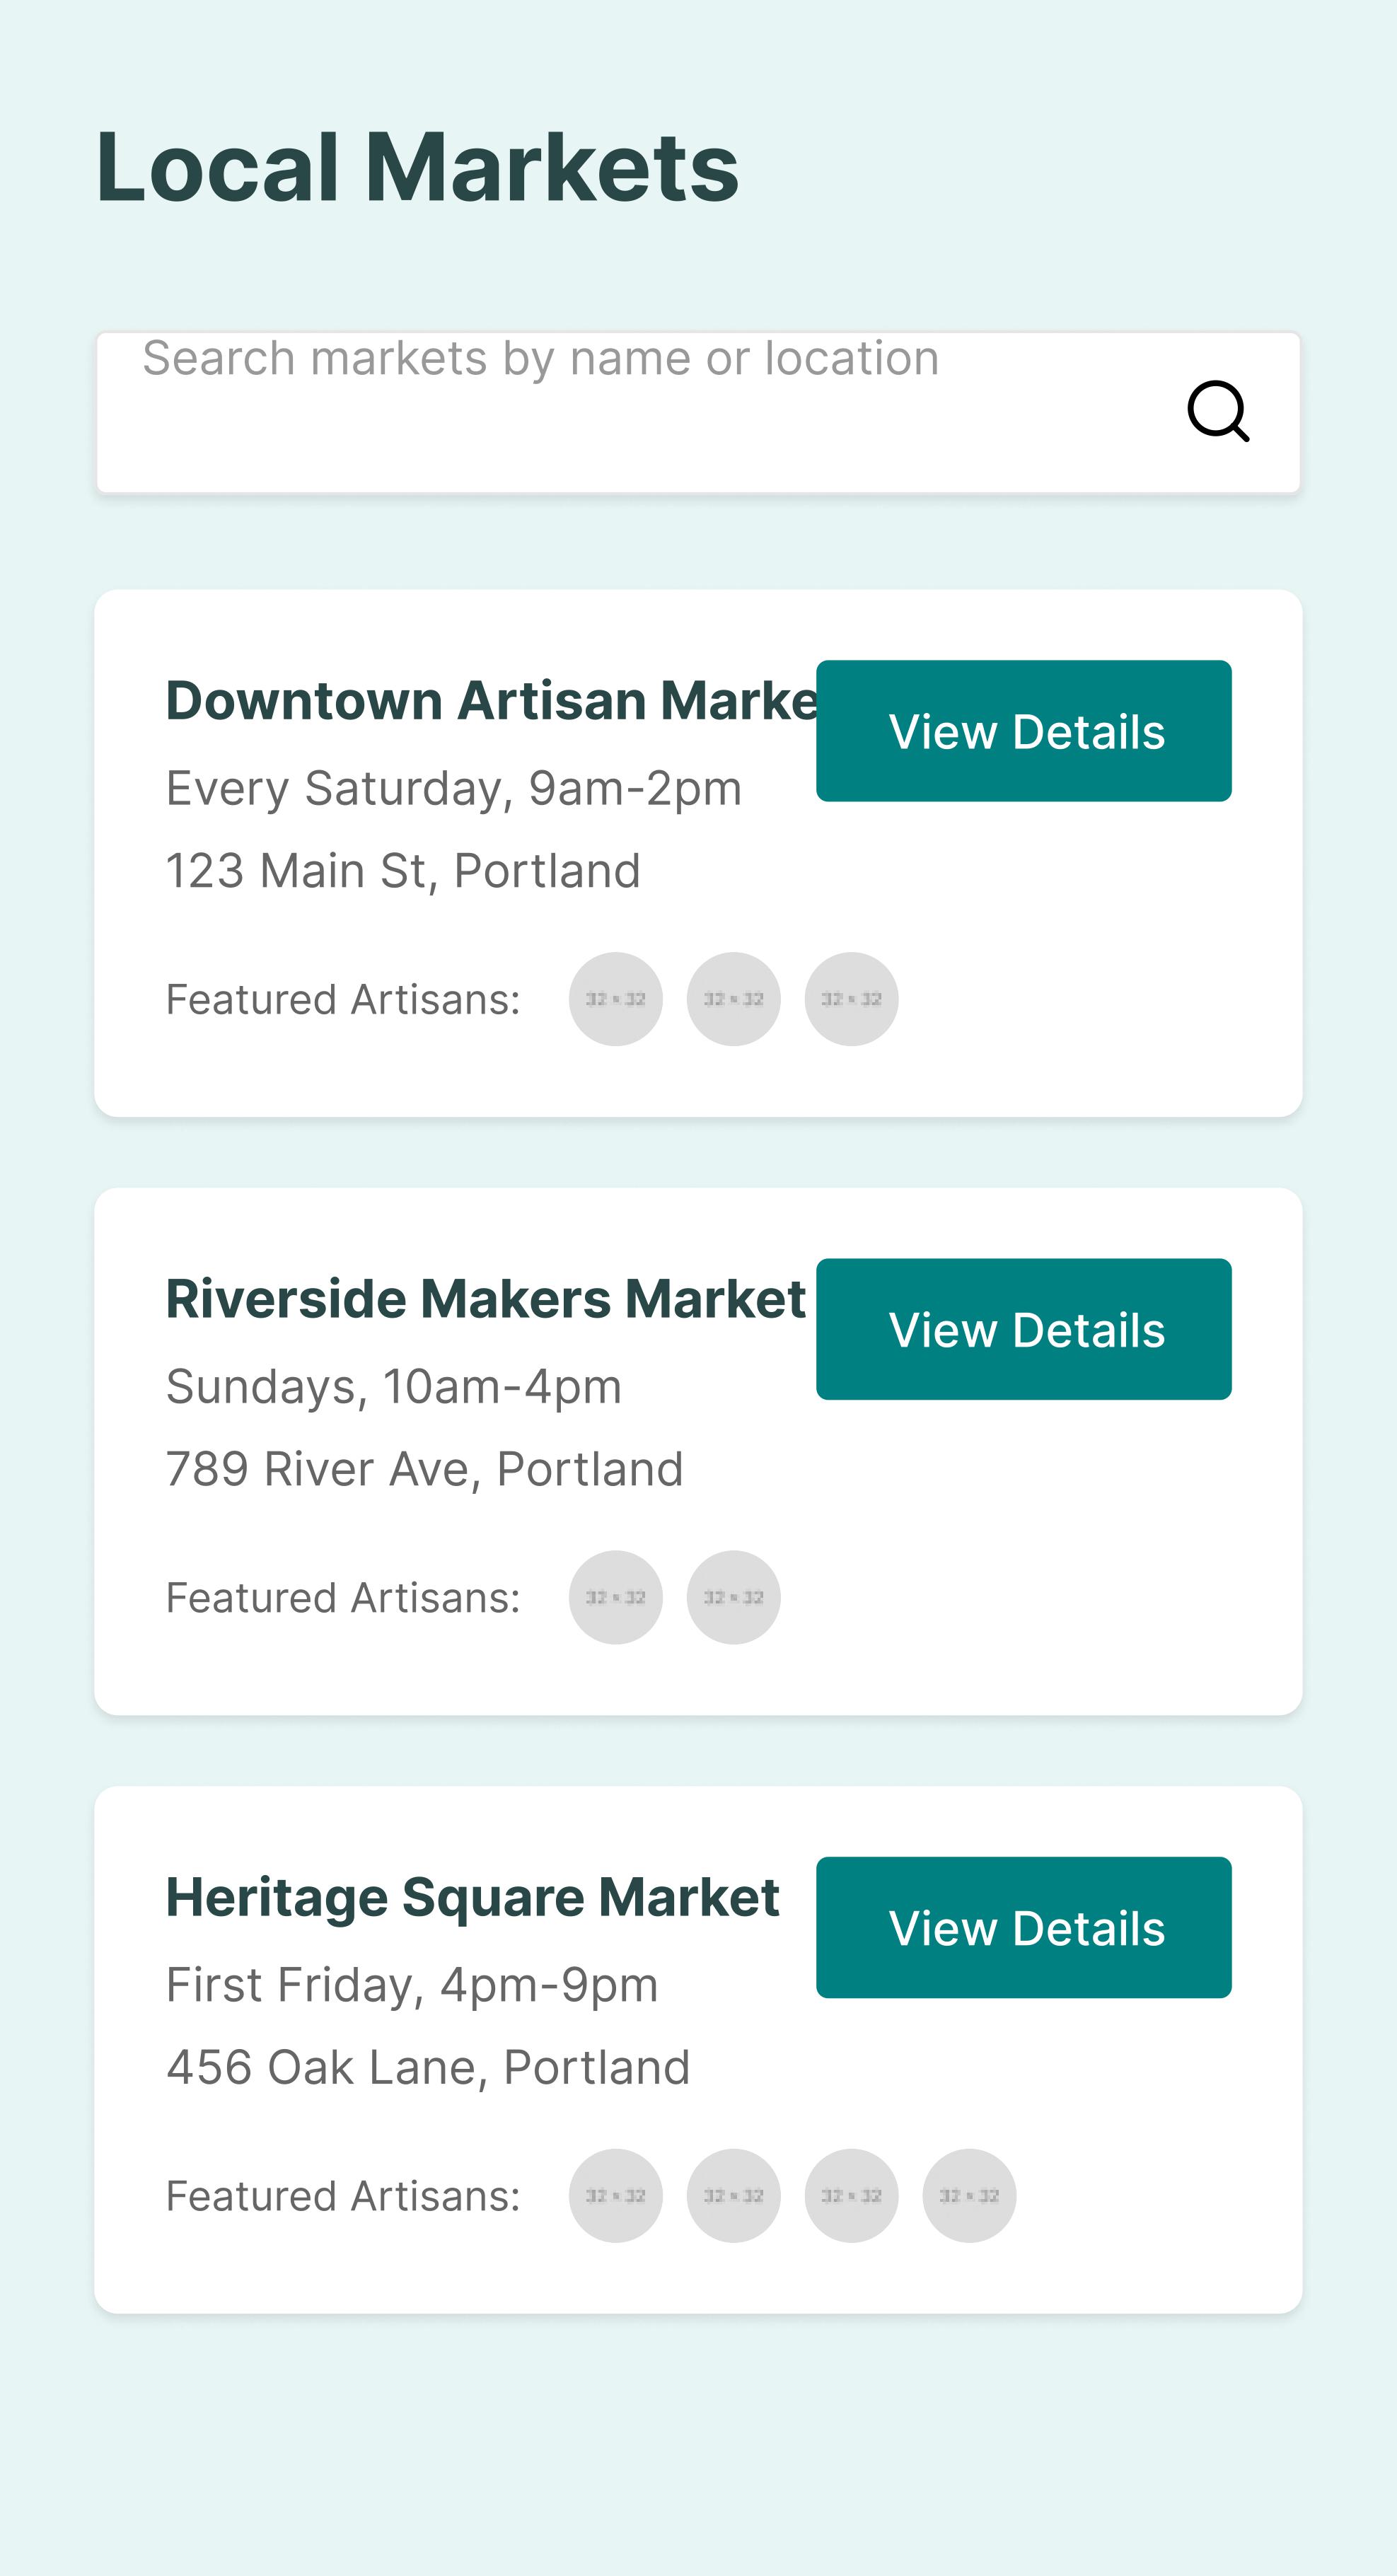 Local Markets
Search markets by name or location
Downtown Artisan Marke
View Details
Every Saturday, 9am-2pm
123 Main St, Portland
Featured Artisans:
32×32 32×32 32×32
Riverside Makers Market
View Details
Sundays, 10am-4pm
789 River Ave, Portland
Featured Artisans:
32×32 32×32
Heritage Square Market
View Details
First Friday, 4pm-9pm
456 Oak Lane, Portland
Featured Artisans:
32×32 32×32 32×32 32×32